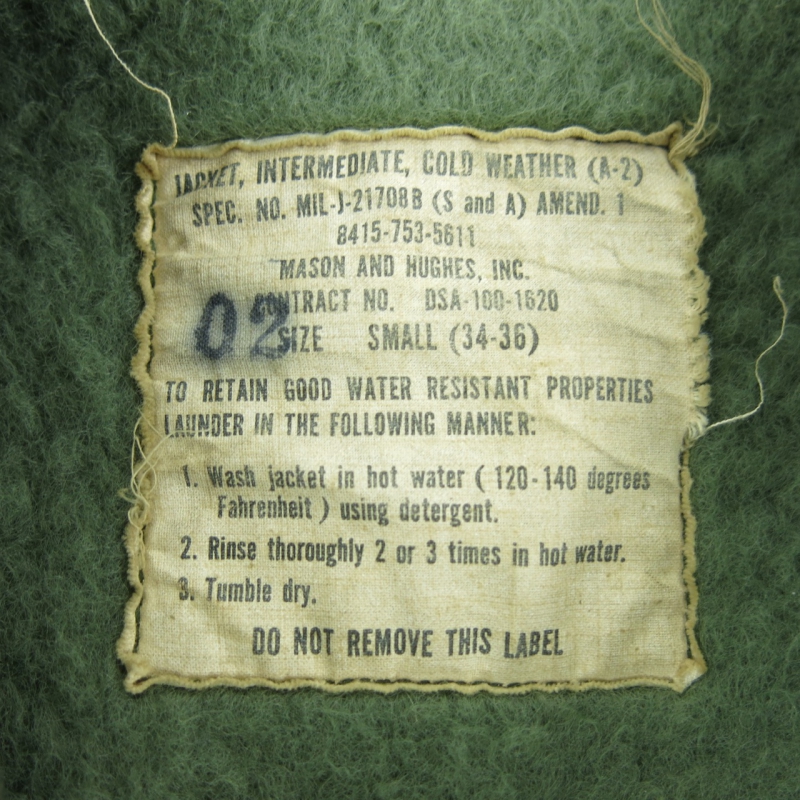 JACKET, INTERMEDIATE, COLD WEATHER (A-2)
SPEC. NO. MIL-J-21708B (S and A) AMEND. 1
8415-753-5611
MASON AND HUGHES, INC.
CONTRACT NO. DSA-100-1620
02
SIZE SMALL (34-36)
TO RETAIN GOOD WATER RESISTANT PROPERTIES
LAUNDER IN THE FOLLOWING MANNER:
1. Wash jacket in hot water ( 120-140 degrees
Fahrenheit ) using detergent.
2. Rinse thoroughly 2 or 3 times in hot water.
3. Tumble dry.
DO NOT REMOVE THIS LABEL